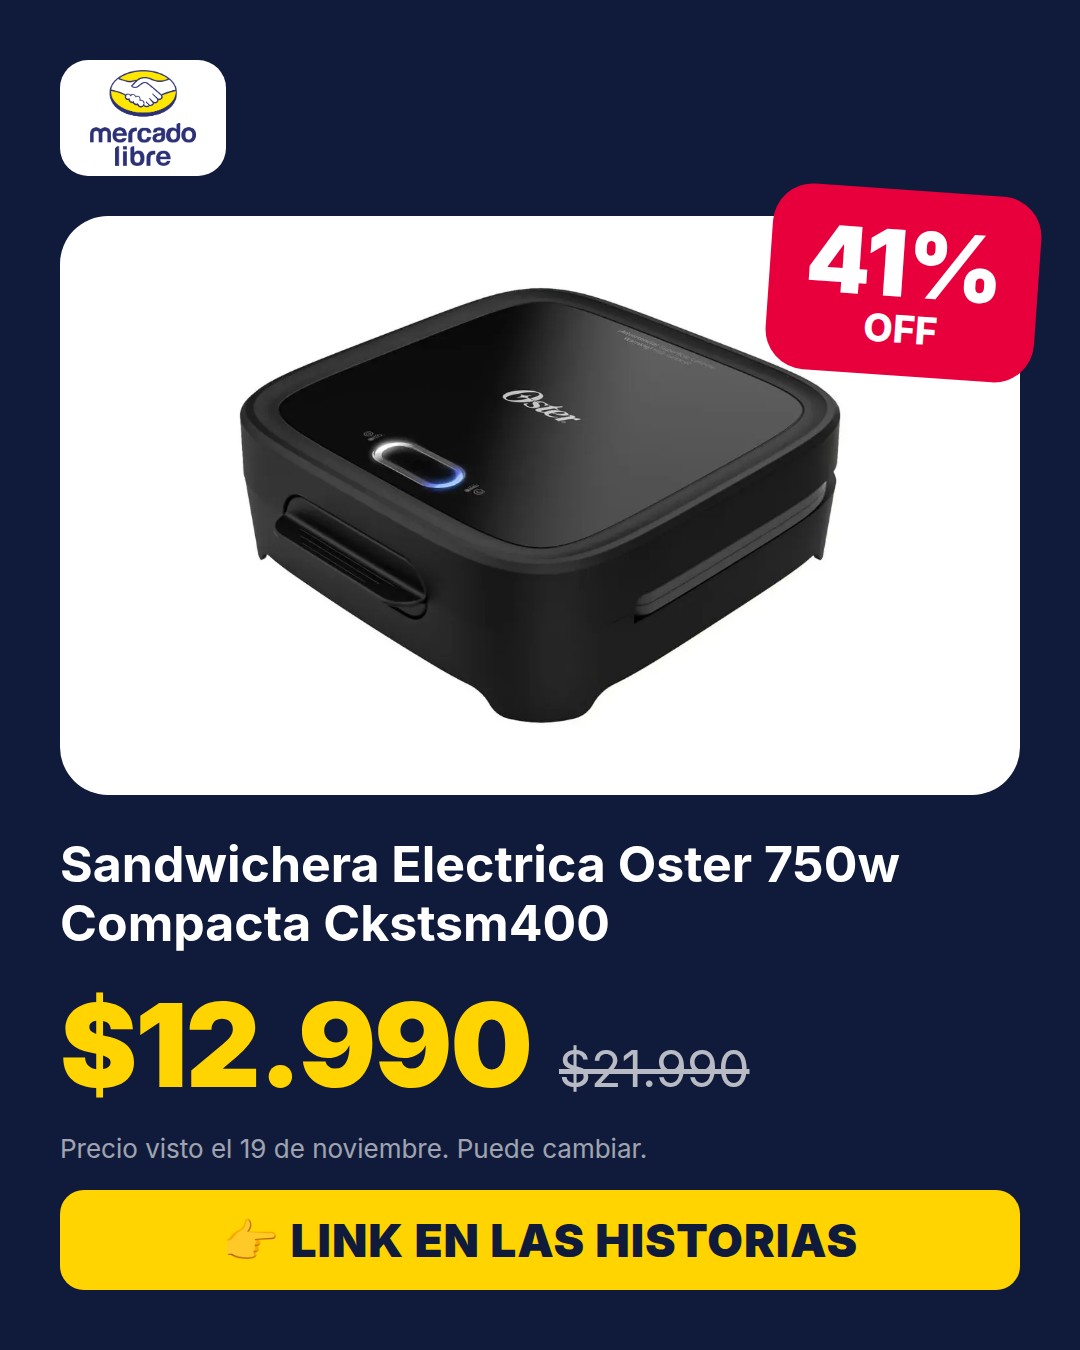 mercado
libre
41%
OFF
Oster
Sandwichera Electrica Oster 750w
Compacta Ckstsm400
$12.990 $21.990
Precio visto el 19 de noviembre. Puede cambiar.
👉 LINK EN LAS HISTORIAS